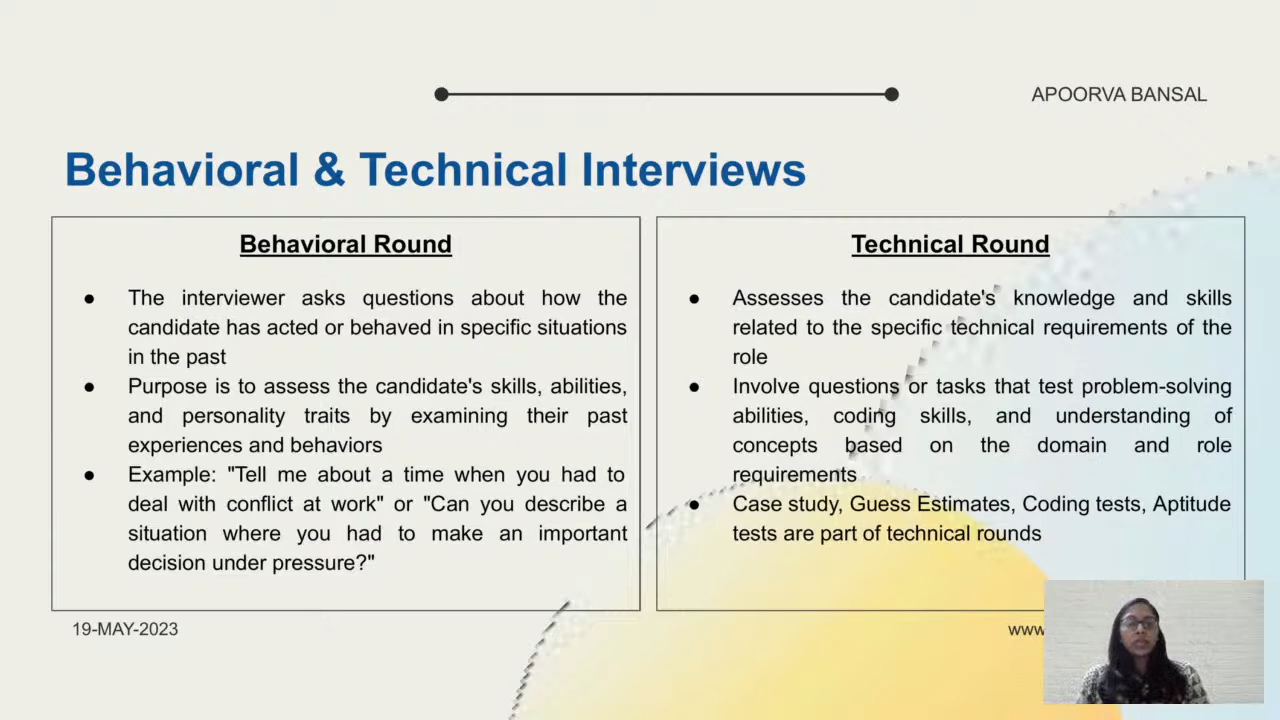 APOORVA BANSAL
Behavioral & Technical Interviews
Behavioral Round
● The interviewer asks questions about how the
candidate has acted or behaved in specific situations
in the past
● Purpose is to assess the candidate's skills, abilities,
and personality traits by examining their past
experiences and behaviors
● Example: "Tell me about a time when you had to
deal with conflict at work" or "Can you describe a
situation where you had to make an important
decision under pressure?"
Technical Round
● Assesses the candidate's knowledge and skills
related to the specific technical requirements of the
role
● Involve questions or tasks that test problem-solving
abilities, coding skills, and understanding of
concepts based on the domain and role
requirements
● Case study, Guess Estimates, Coding tests, Aptitude
tests are part of technical rounds
19-MAY-2023
www